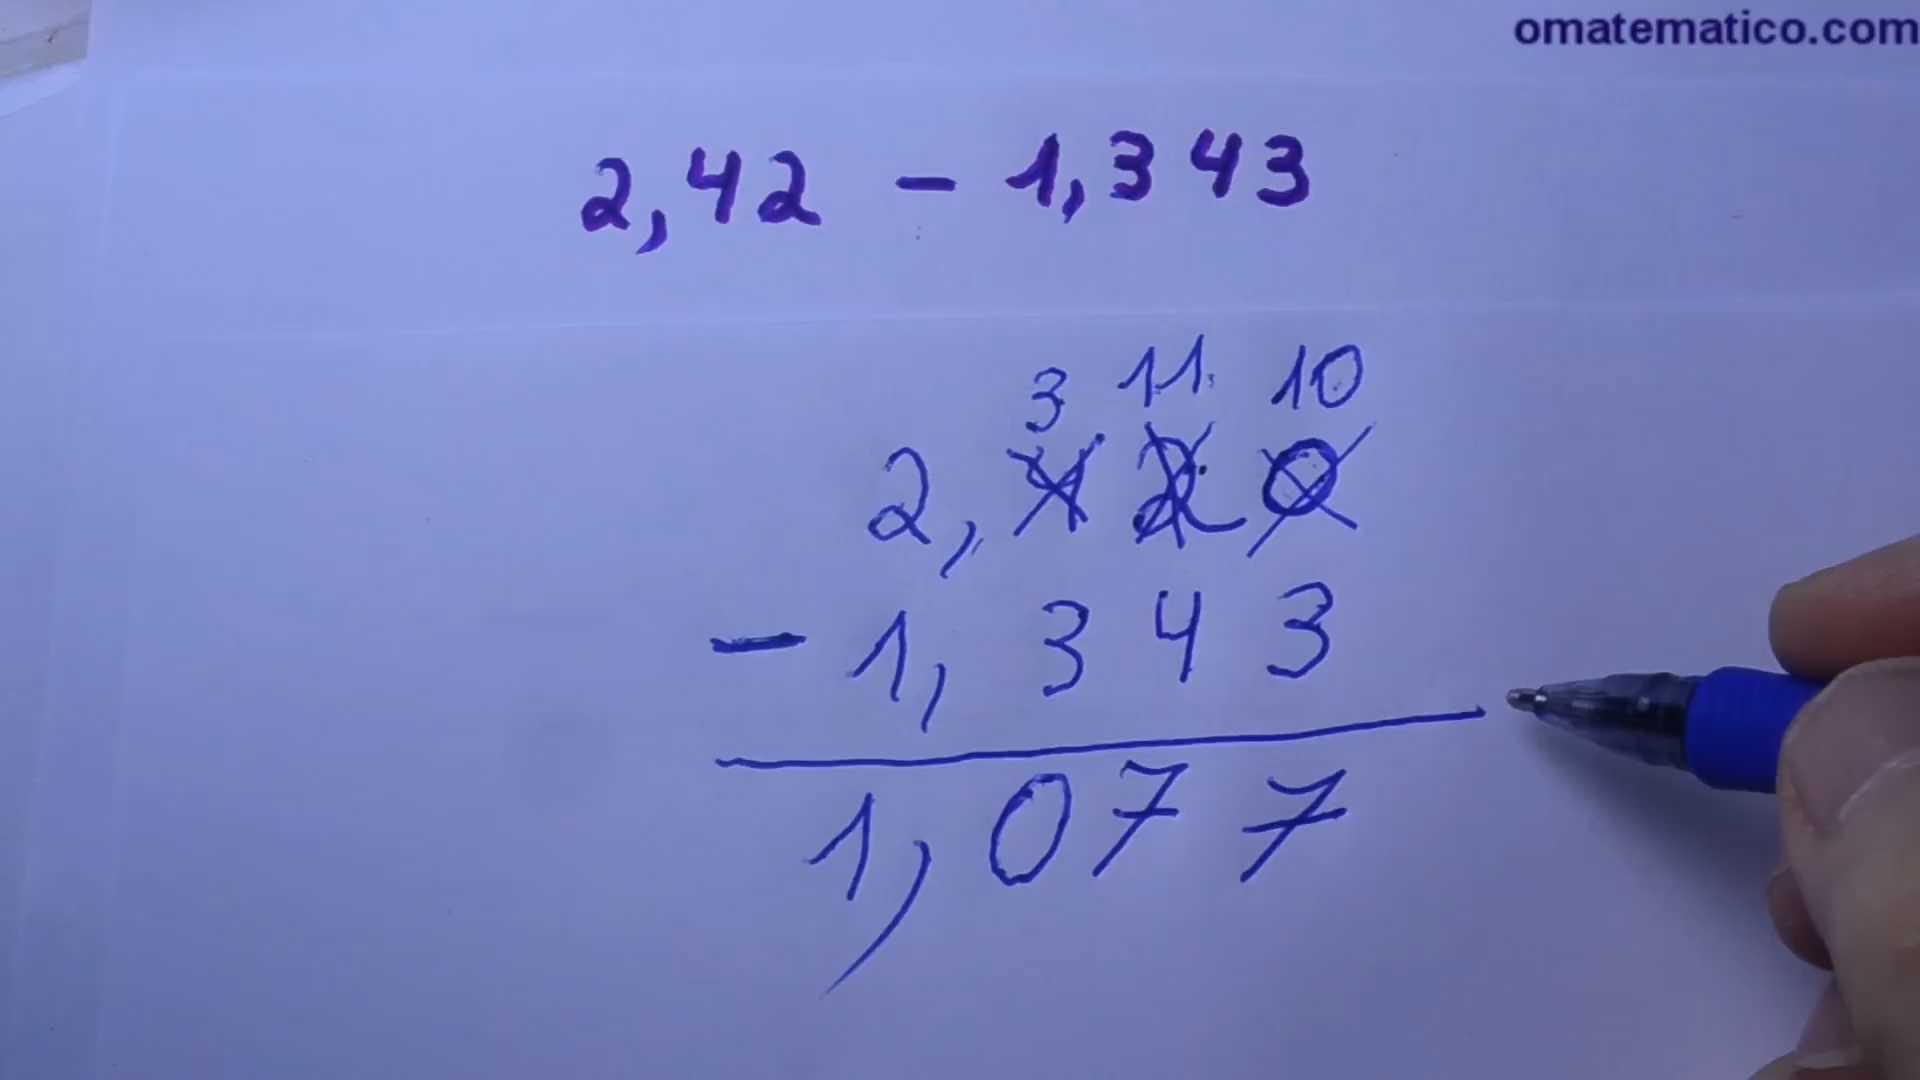 omatematico.com
2,42 - 1,343
3 11 10
2,420
- 1,343
1,077